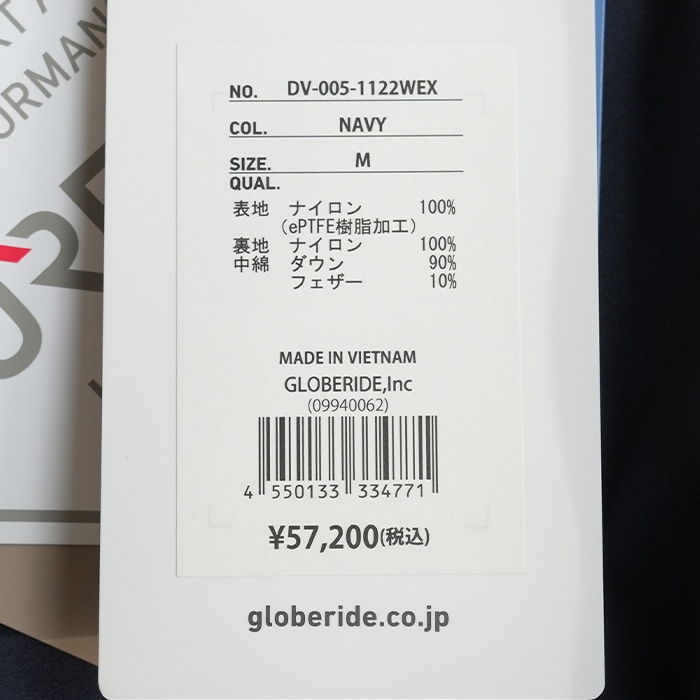 NO. DV-005-1122WEX
COL. NAVY
SIZE. M
QUAL.
表地 ナイロン 100%
(ePTFE樹脂加工)
裏地 ナイロン 100%
中綿 ダウン 90%
フェザー 10%
MADE IN VIETNAM
GLOBERIDE,Inc
(09940062)
4 550133 334771
¥57,200(税込)
globeride.co.jp